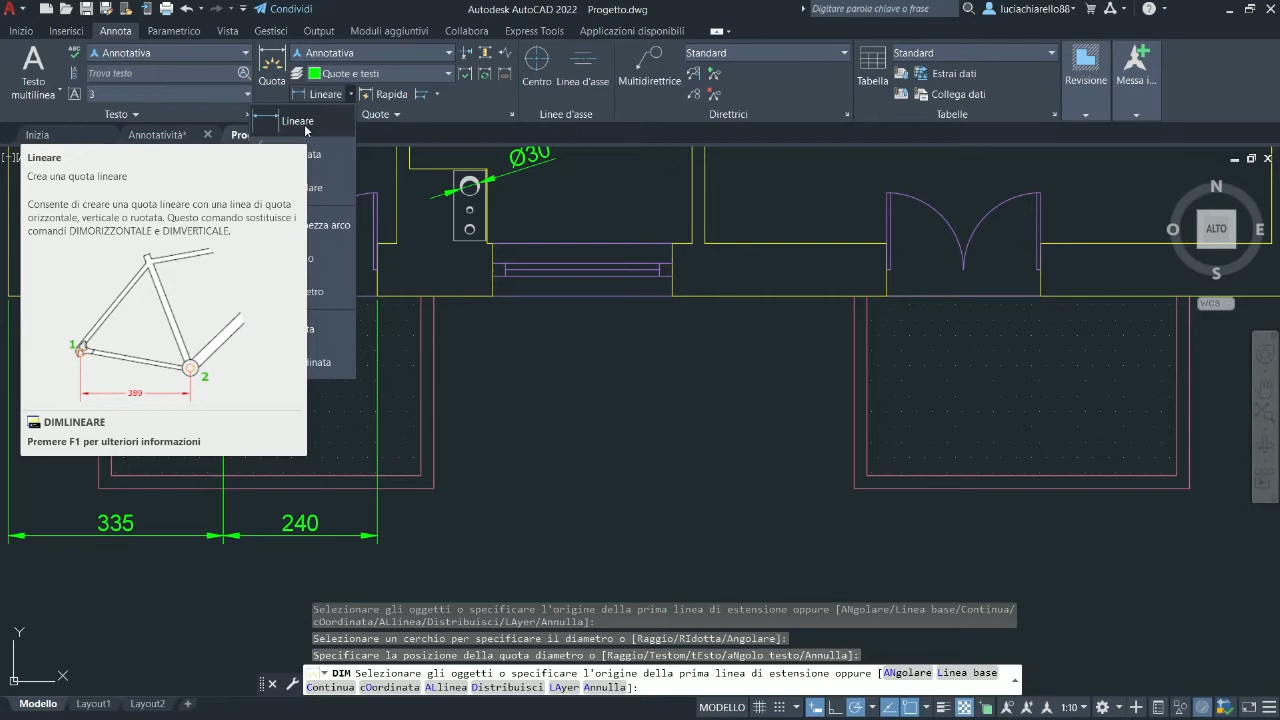 Condividi
Autodesk AutoCAD 2022 Progetto.dwg
Digitare parola chiave o frase
luciachiarello88
Inizio Inserisci Annota Parametrico Vista Gestisci Output Moduli aggiuntivi Collabora Express Tools Applicazioni disponibili
Testo
multilinea
ABC
Annotativa
Trova testo
A
3
Testo
Quota
Annotativa
Quote e testi
Lineare
Rapida
Quote
Centro
Linea d'asse
Multidirettrice
Standard
Direttrici
Tabella
Standard
Estrai dati
Collega dati
Tabelle
Revisione
Messa i...
Inizia
Annotatività*
Lineare
Lineare
Crea una quota lineare
Consente di creare una quota lineare con una linea di quota
orizzontale, verticale o ruotata. Questo comando sostituisce i
comandi DIMORIZZONTALE e DIMVERTICALE.
1
2
389
DIMLINEARE
Premere F1 per ulteriori informazioni
Ø30
N
O
ALTO
E
S
WCS
335
240
Selezionare gli oggetti o specificare l'origine della prima linea di estensione oppure [ANgolare/Linea base/Continua/
cOordinata/ALlinea/Distribuisci/LAyer/Annulla]:
Selezionare un cerchio per specificare il diametro o [Raggio/RIdotta/Angolare]:
Specificare la posizione della quota diametro o [Raggio/Testom/tEsto/aNgolo testo/Annulla]:
DIM Selezionare gli oggetti o specificare l'origine della prima linea di estensione oppure [ANgolare Linea base
Continua cOordinata ALlinea Distribuisci LAyer Annulla]:
Y
X
Modello Layout1 Layout2 +
MODELLO
1:10